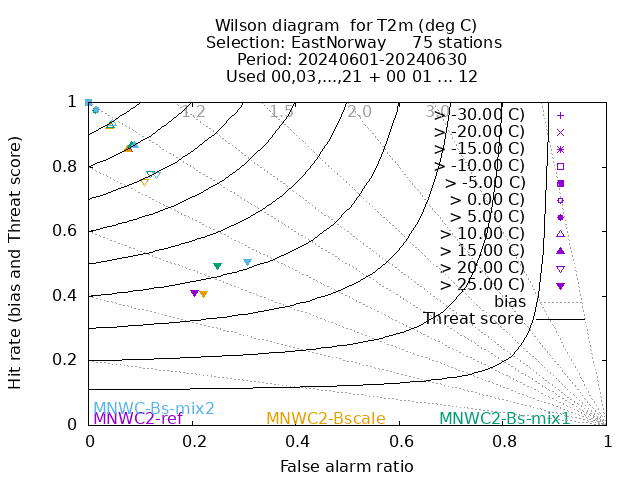 Wilson diagram  for T2m (deg C)
Selection: EastNorway     75 stations
Period: 20240601-20240630
Used 00,03,...,21 + 00 01 ... 12
1
0.8
0.6
0.4
0.2
0
0
0.2
0.4
0.6
0.8
1
False alarm ratio
Hit rate (bias and Threat score)
1.2
1.5
2.0
3.0
> -30.00 C)
> -20.00 C)
> -15.00 C)
> -10.00 C)
> -5.00 C)
> 0.00 C)
> 5.00 C)
> 10.00 C)
> 15.00 C)
> 20.00 C)
> 25.00 C)
bias
Threat score
MNWC-Bs-mix2
MNWC2-ref
MNWC2-Bscale
MNWC2-Bs-mix1